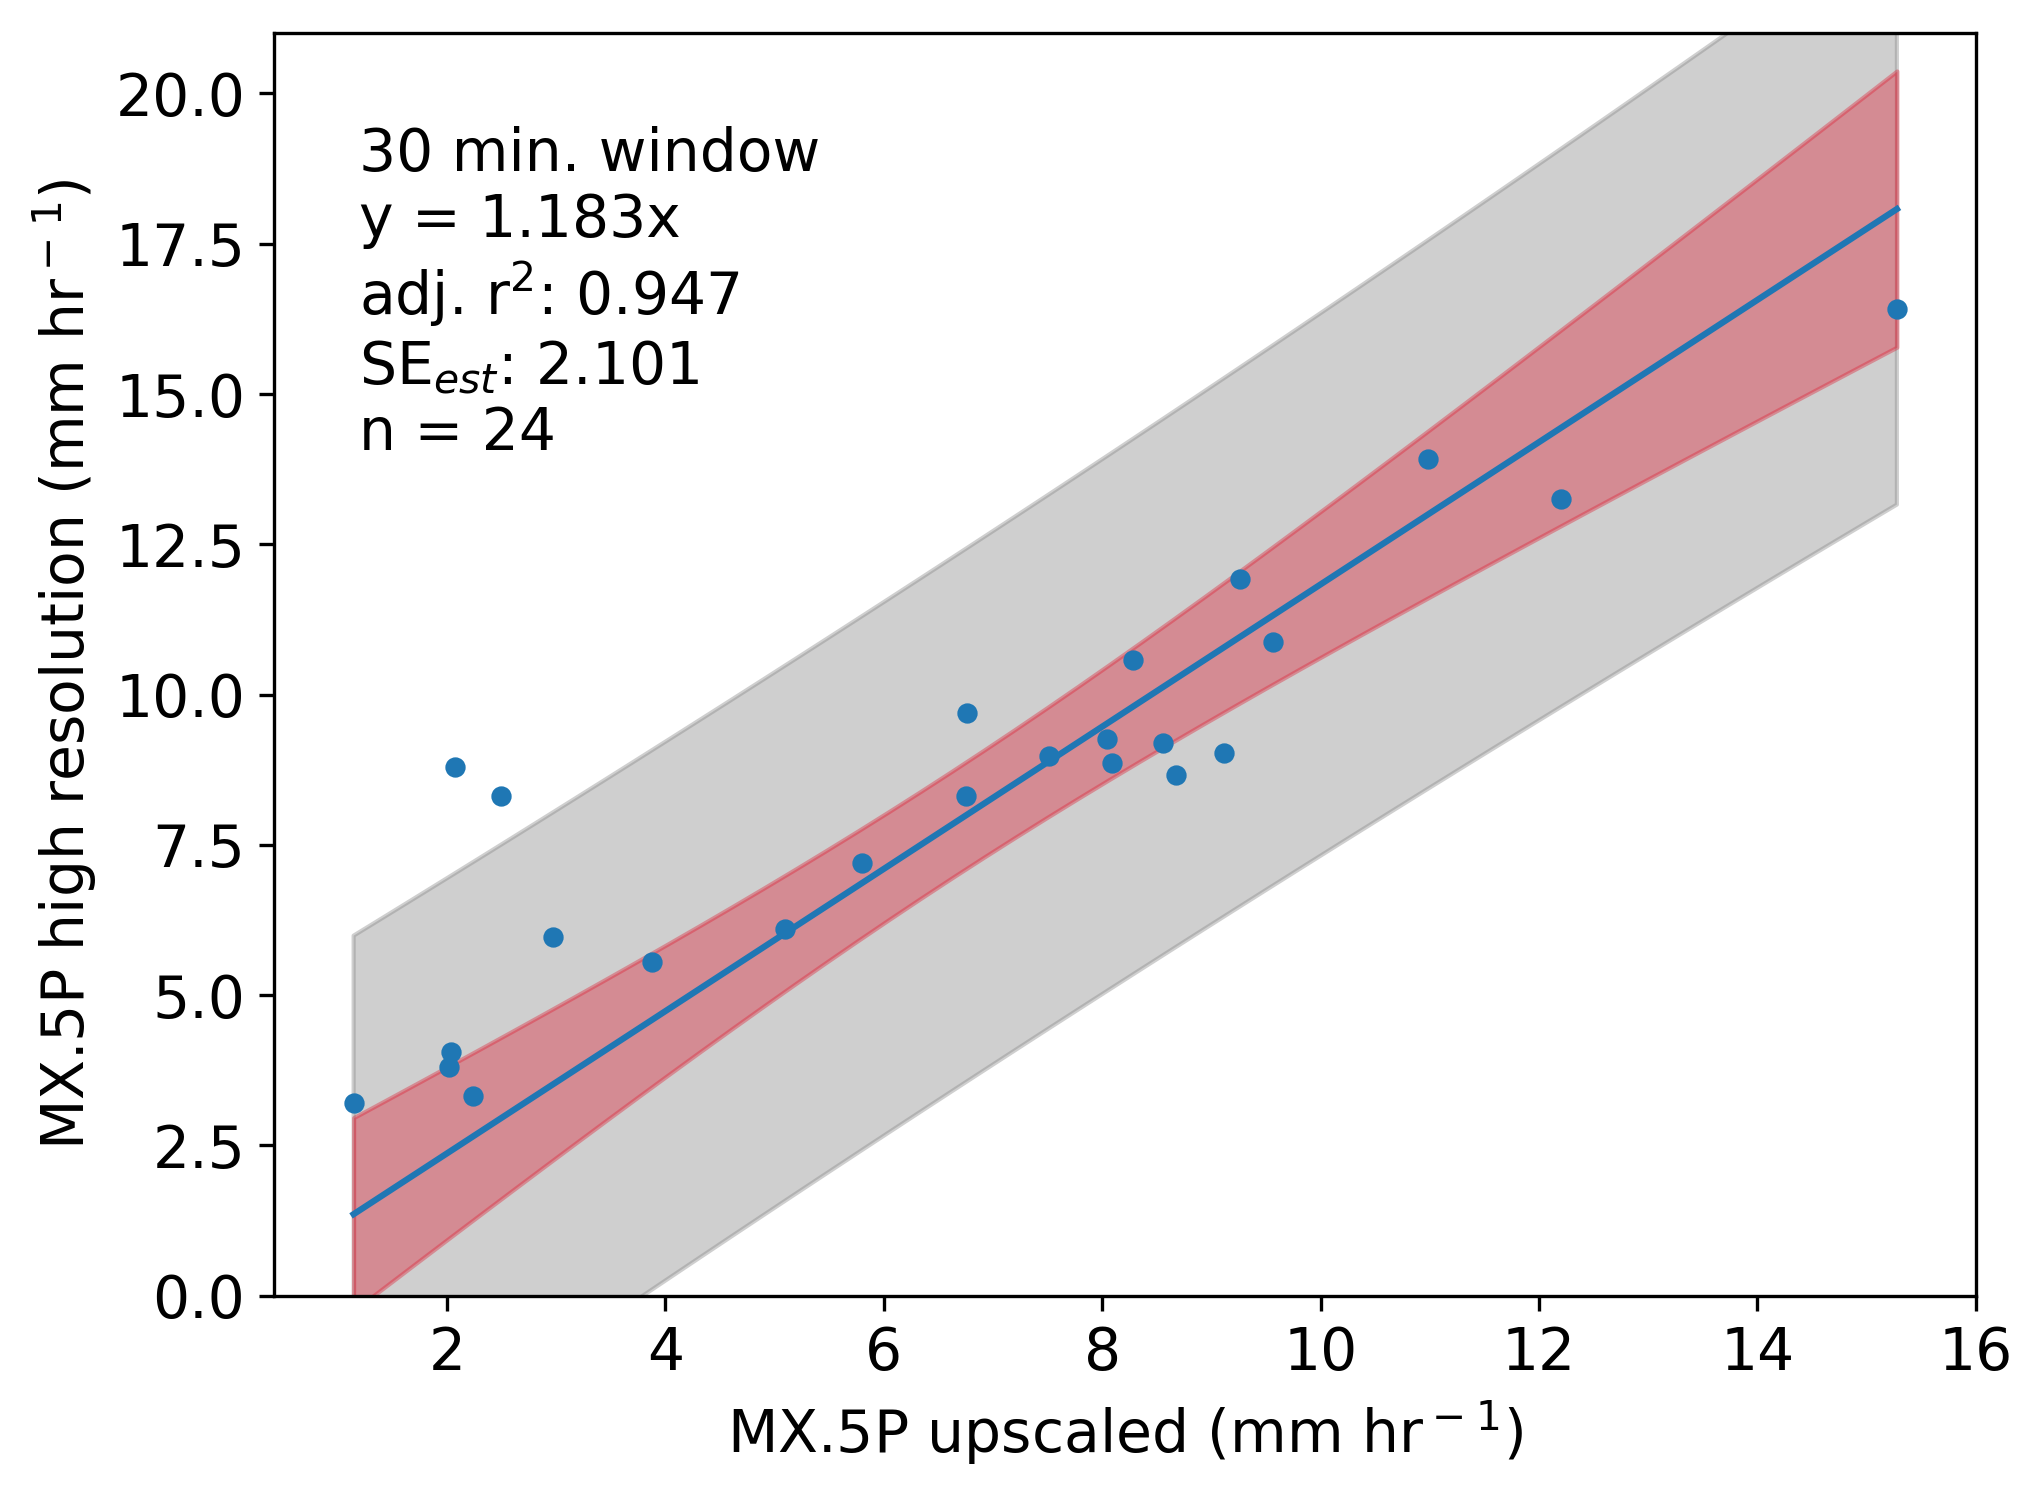 30 min. window
y = 1.183x
adj. r²: 0.947
SEₑₛₜ: 2.101
n = 24
MX.5P high resolution (mm hr⁻¹)
20.0
17.5
15.0
12.5
10.0
7.5
5.0
2.5
0.0
2 4 6 8 10 12 14 16
MX.5P upscaled (mm hr⁻¹)